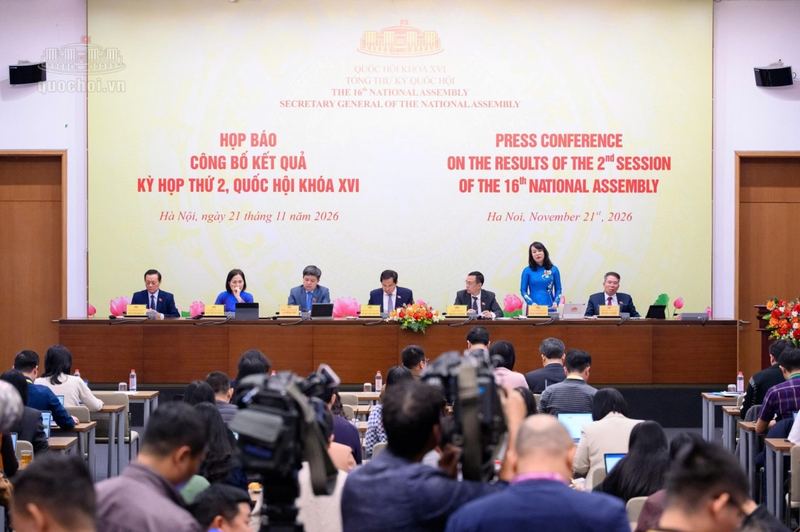 quochoi.vn
QUỐC HỘI KHÓA XVI
TỔNG THƯ KÝ QUỐC HỘI
THE 16th NATIONAL ASSEMBLY
SECRETARY GENERAL OF THE NATIONAL ASSEMBLY
HỌP BÁO
CÔNG BỐ KẾT QUẢ
KỲ HỌP THỨ 2, QUỐC HỘI KHÓA XVI
Hà Nội, ngày 21 tháng 11 năm 2026
PRESS CONFERENCE
ON THE RESULTS OF THE 2nd SESSION
OF THE 16th NATIONAL ASSEMBLY
Ha Noi, November 21st, 2026